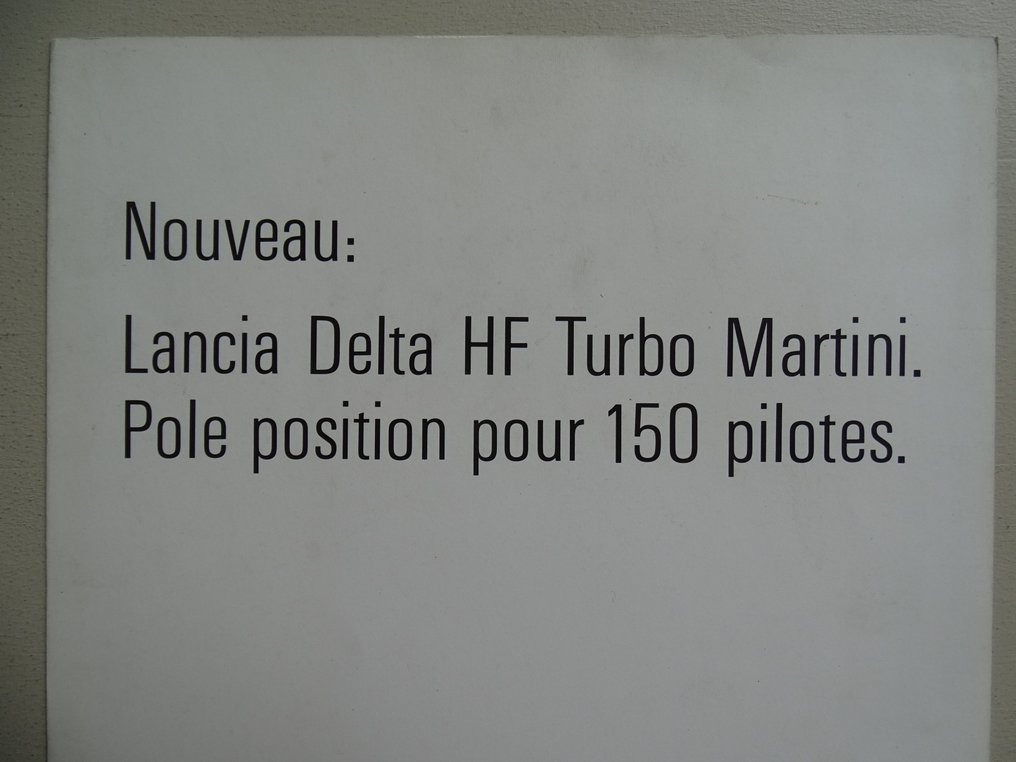 Nouveau:
Lancia Delta HF Turbo Martini.
Pole position pour 150 pilotes.